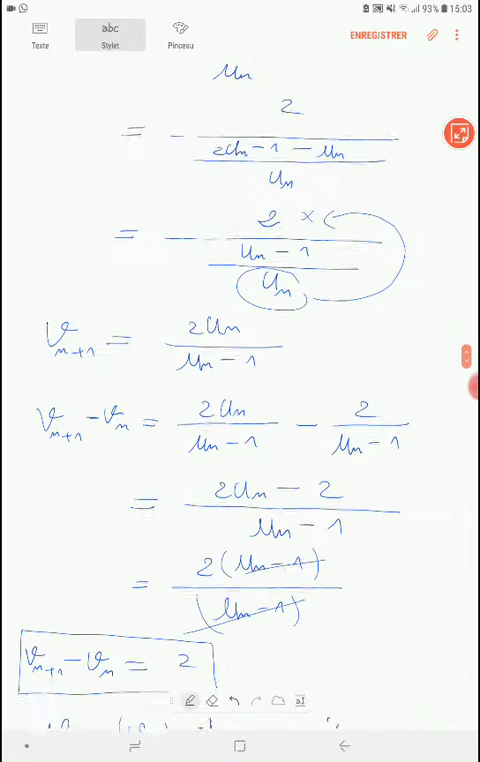 93% 15:03
Texte abc Stylet Pinceau ENREGISTRER
Un
= - 2 / ((2Un - 1 - Un) / Un)
= - 2 × / ((Un - 1) / Un)
Vn+1 = 2Un / (Un - 1)
Vn+1 - Vn = 2Un / (Un - 1) - 2 / (Un - 1)
= (2Un - 2) / (Un - 1)
= 2(Un - 1) / (Un - 1)
Vn+1 - Vn = 2